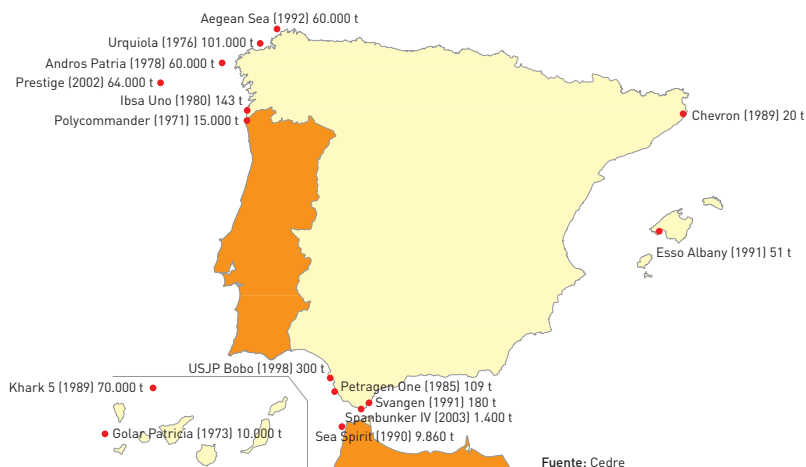 Aegean Sea (1992) 60.000 t
Urquiola (1976) 101.000 t
Andros Patria (1978) 60.000 t
Prestige (2002) 64.000 t
Ibsa Uno (1980) 143 t
Polycommander (1971) 15.000 t
Chevron (1989) 20 t
Esso Albany (1991) 51 t
USJP Bobo (1998) 300 t
Khark 5 (1989) 70.000 t
Petragen One (1985) 109 t
Svangen (1991) 180 t
Spanbunker IV (2003) 1.400 t
Golar Patricia (1973) 10.000 t
Sea Spirit (1990) 9.860 t
Fuente: Cedre